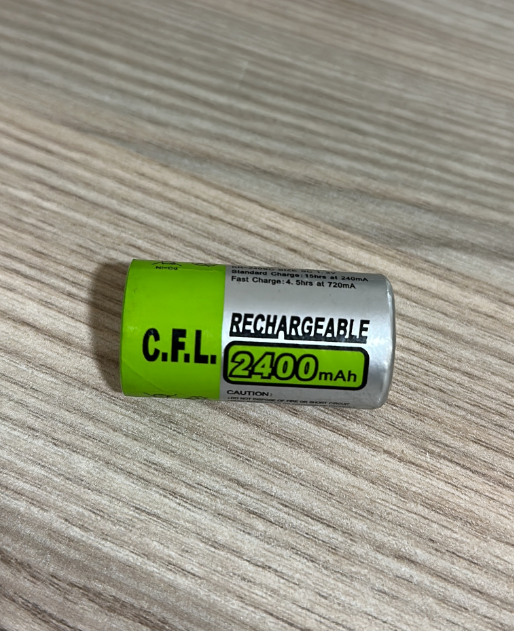 Standard Charge: 15hrs at 240mA
Fast Charge: 4.5hrs at 720mA
RECHARGEABLE
C.F.L.
2400mAh
CAUTION: